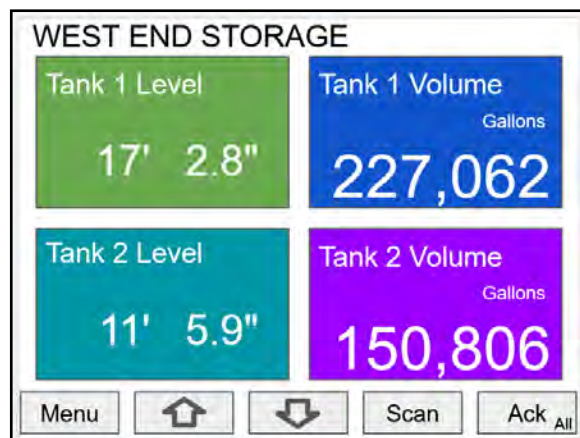 WEST END STORAGE
Tank 1 Level
17' 2.8"
Tank 1 Volume
Gallons
227,062
Tank 2 Level
11' 5.9"
Tank 2 Volume
Gallons
150,806
Menu
Scan
Ack All